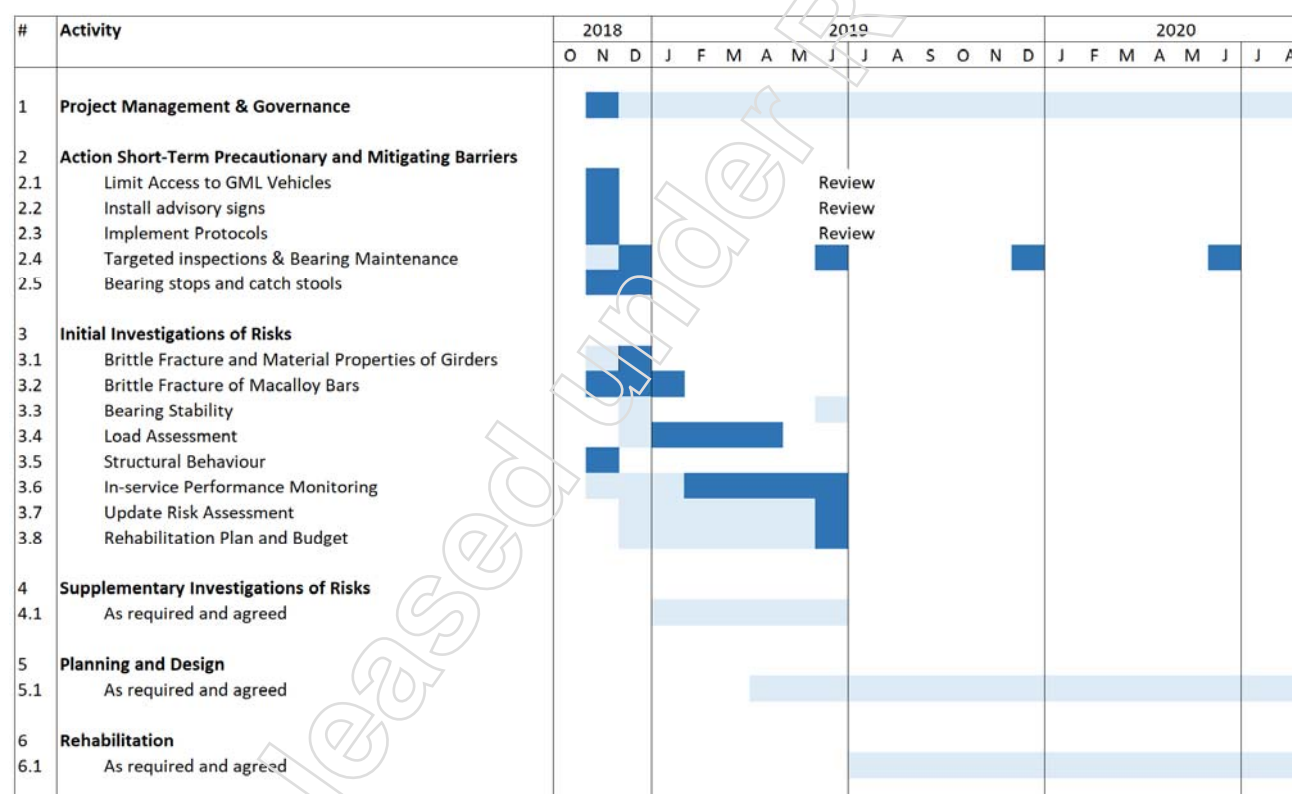 # Activity 2018 2019 2020
O N D J F M A M J J A S O N D J F M A M J J A
1 Project Management & Governance
2 Action Short-Term Precautionary and Mitigating Barriers
2.1 Limit Access to GML Vehicles Review
2.2 Install advisory signs Review
2.3 Implement Protocols Review
2.4 Targeted inspections & Bearing Maintenance
2.5 Bearing stops and catch stools
3 Initial Investigations of Risks
3.1 Brittle Fracture and Material Properties of Girders
3.2 Brittle Fracture of Macalloy Bars
3.3 Bearing Stability
3.4 Load Assessment
3.5 Structural Behaviour
3.6 In-service Performance Monitoring
3.7 Update Risk Assessment
3.8 Rehabilitation Plan and Budget
4 Supplementary Investigations of Risks
4.1 As required and agreed
5 Planning and Design
5.1 As required and agreed
6 Rehabilitation
6.1 As required and agreed
leased under R